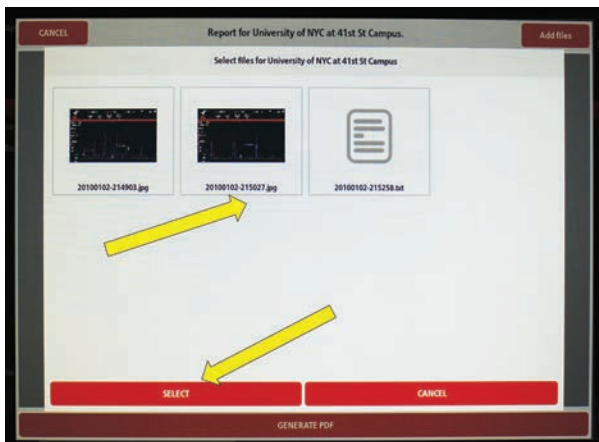 CANCEL
Report for University of NYC at 41st St Campus.
Add files
Select files for University of NYC at 41st St Campus
20100102-214903.jpg
20100102-215027.jpg
20100102-215258.txt
SELECT
CANCEL
GENERATE PDF